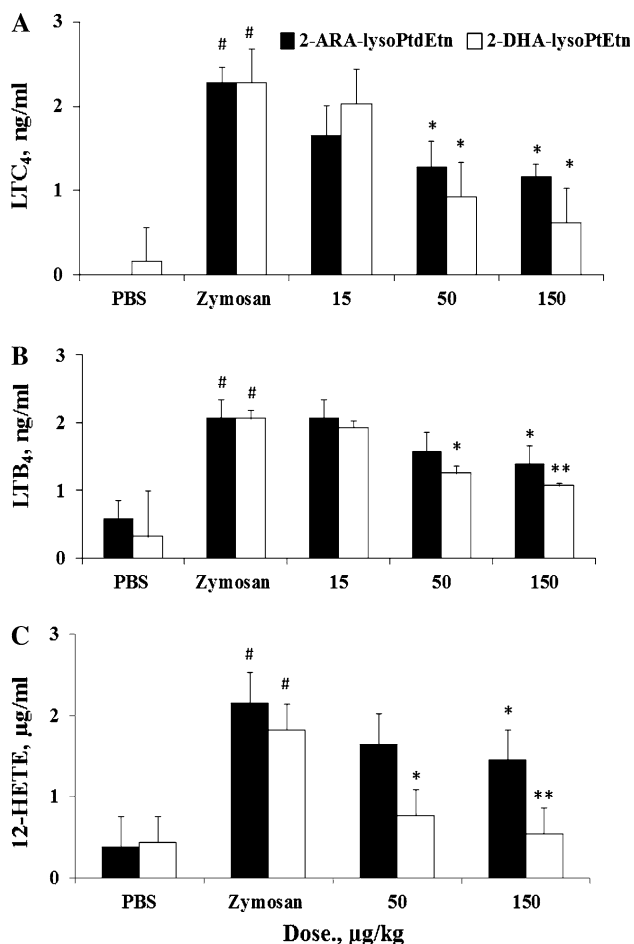 A
3
# #
2-ARA-lysoPtdEtn 2-DHA-lysoPtEtn
LTC4, ng/ml
2
* *
* *
1
0
PBS Zymosan 15 50 150
B
3
# #
LTB4, ng/ml
2
*
*
**
1
0
PBS Zymosan 15 50 150
C
3
# #
12-HETE, µg/ml
2
*
*
**
1
0
PBS Zymosan 50 150
Dose., µg/kg